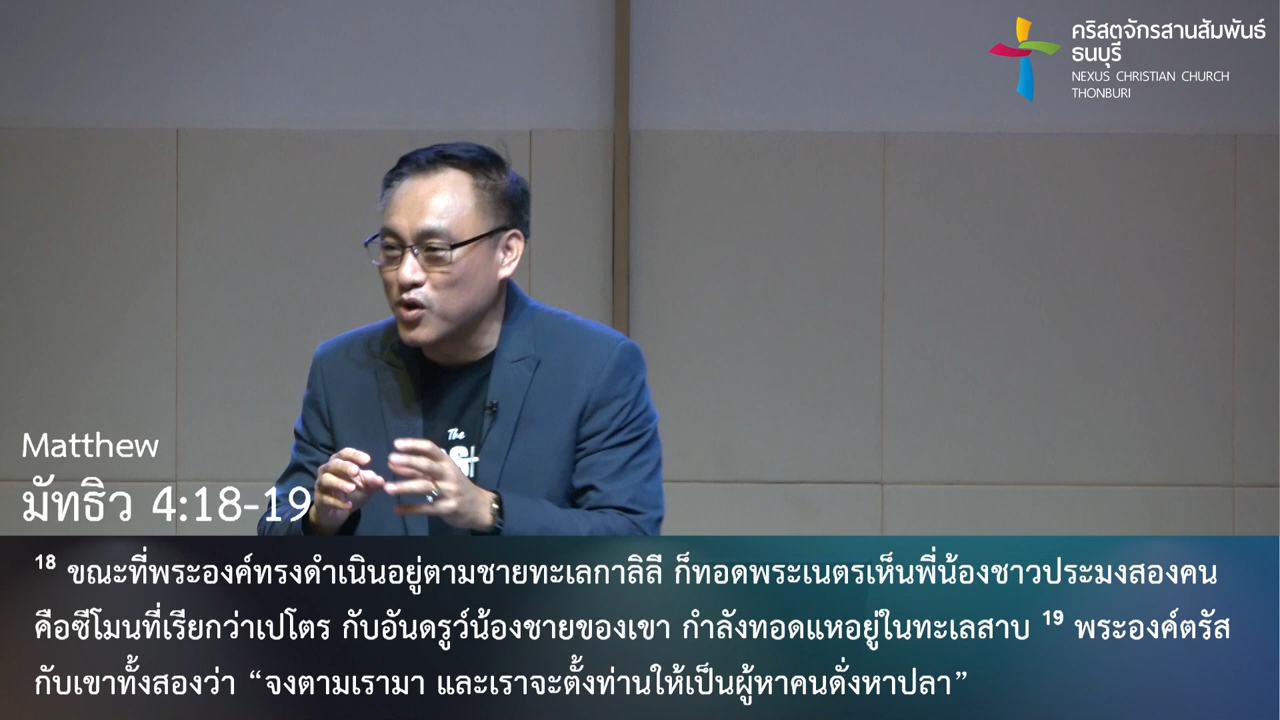 คริสตจักรสานสัมพันธ์
ธนบุรี
NEXUS CHRISTIAN CHURCH
THONBURI
The
Matthew
มัทธิว 4:18-19
18 ขณะที่พระองค์ทรงดำเนินอยู่ตามชายทะเลกาลิลี ก็ทอดพระเนตรเห็นพี่น้องชาวประมงสองคน
คือซีโมนที่เรียกว่าเปโตร กับอันดรูว์น้องชายของเขา กำลังทอดแหอยู่ในทะเลสาบ 19 พระองค์ตรัส
กับเขาทั้งสองว่า “จงตามเรามา และเราจะตั้งท่านให้เป็นผู้หาคนดั่งหาปลา”